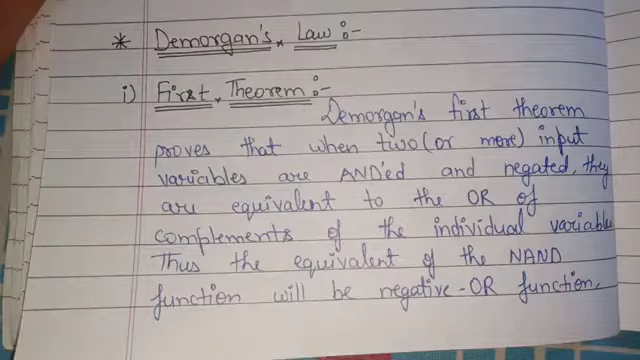 * Demorgan's Law :-
i) First Theorem :-
Demorgan's first theorem
proves that when two (or more) input
variables are AND'ed and negated, they
are equivalent to the OR of
complements of the individual variables
Thus the equivalent of the NAND
function will be negative-OR function.